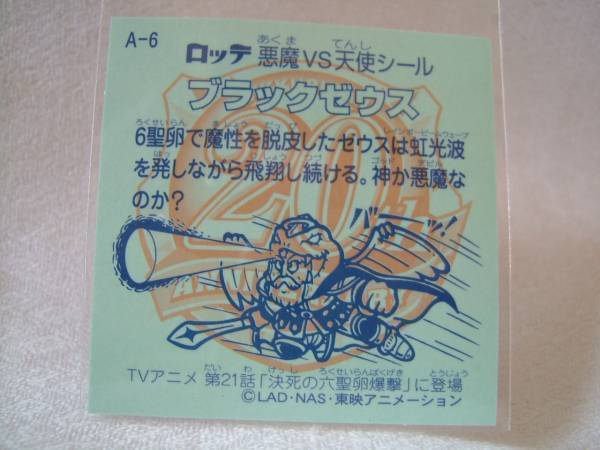 A-6
ロッテ 悪魔VS天使シール
ブラックゼウス
6聖卵で魔性を脱皮したゼウスは虹光波
を発しながら飛翔し続ける。神か悪魔な
のか?
20th
バーッ!
TVアニメ 第21話「決死の六聖卵爆撃」に登場
©LAD・NAS・東映アニメーション